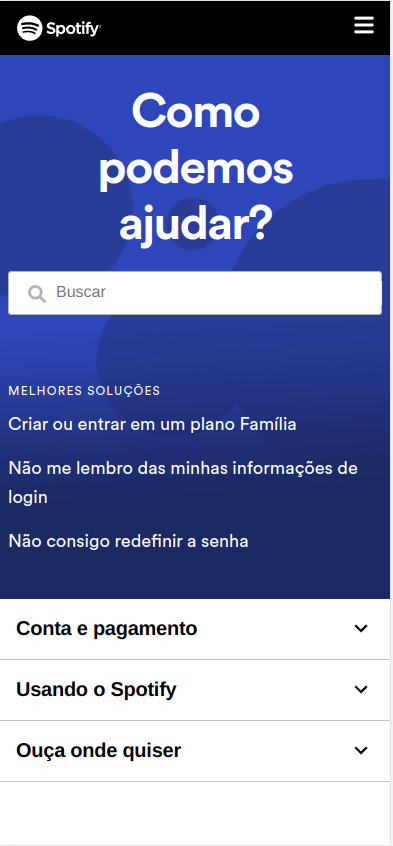 Spotify
Como
podemos
ajudar?
Buscar
MELHORES SOLUÇÕES
Criar ou entrar em um plano Família
Não me lembro das minhas informações de
login
Não consigo redefinir a senha
Conta e pagamento
Usando o Spotify
Ouça onde quiser